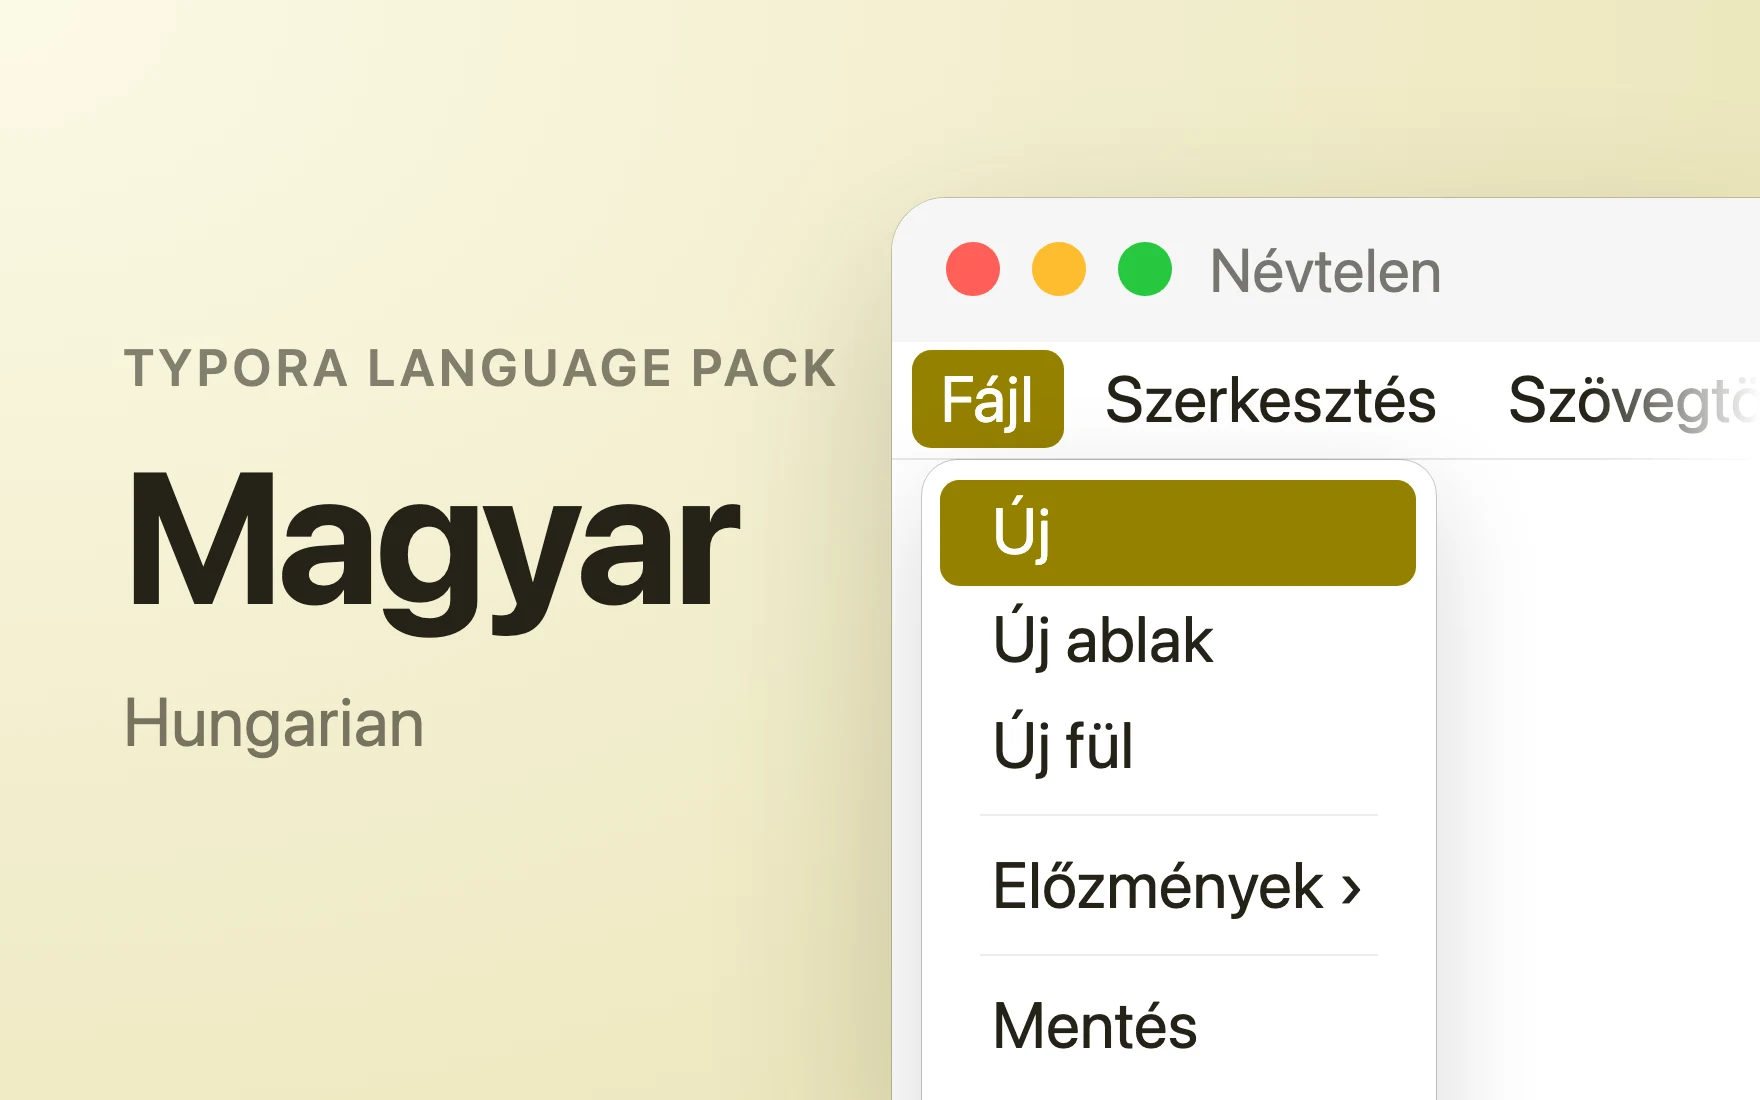 TYPORA LANGUAGE PACK
Magyar
Hungarian
Névtelen
Fájl Szerkesztés
Új
Új ablak
Új fül
Előzmények ›
Mentés